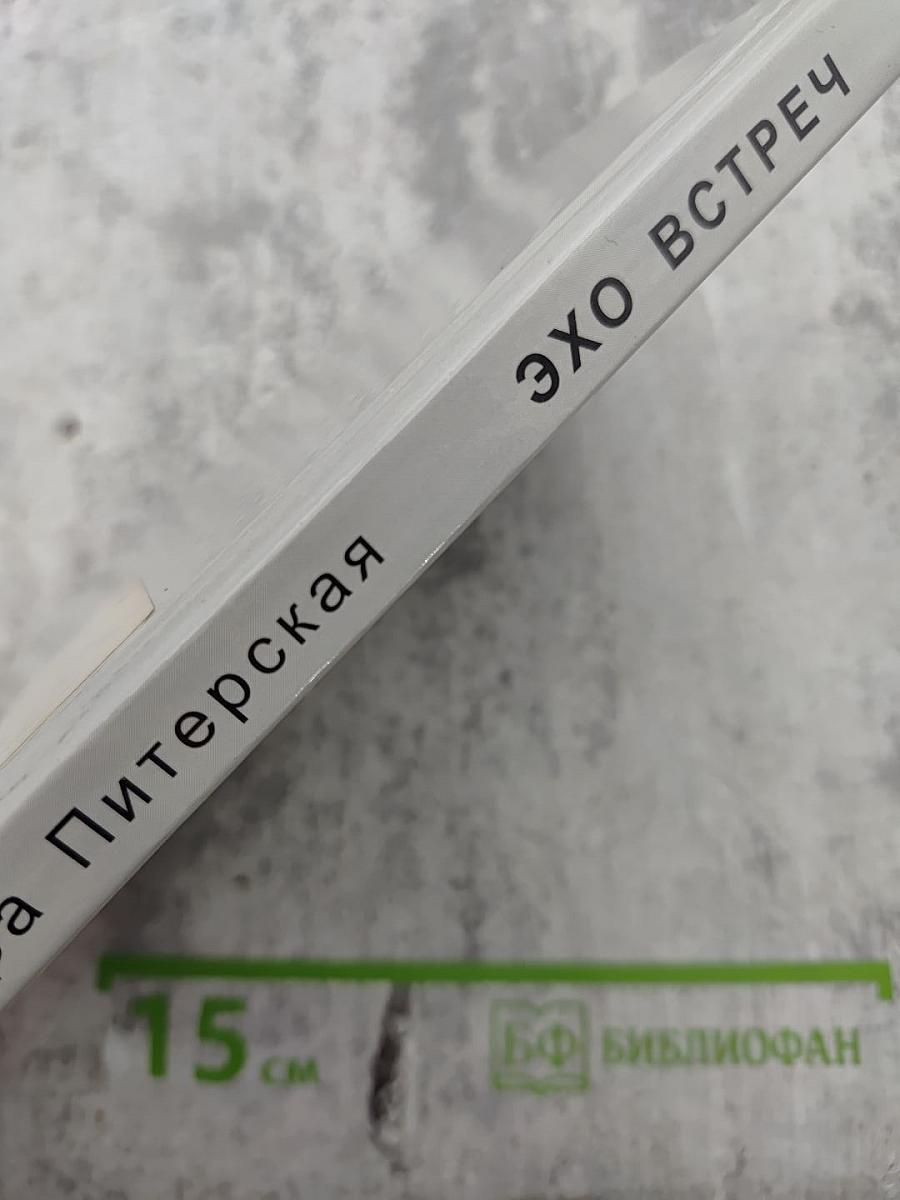 Питерская ЭХО ВСТРЕЧ
15 см
БФ БИБЛИОФАН